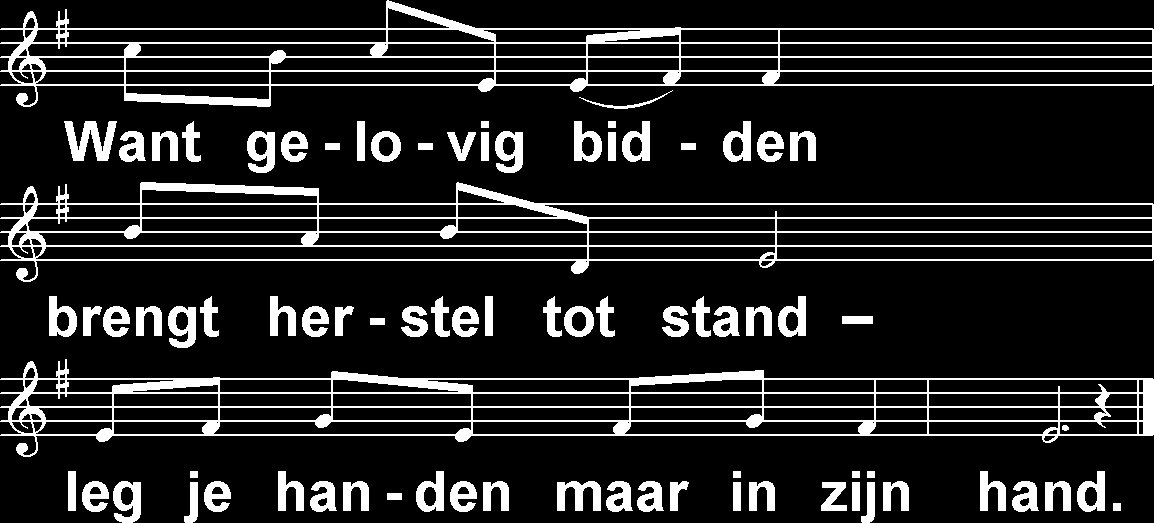 Want ge - lo - vig bid - den
brengt her - stel tot stand –
leg je han - den maar in zijn hand.